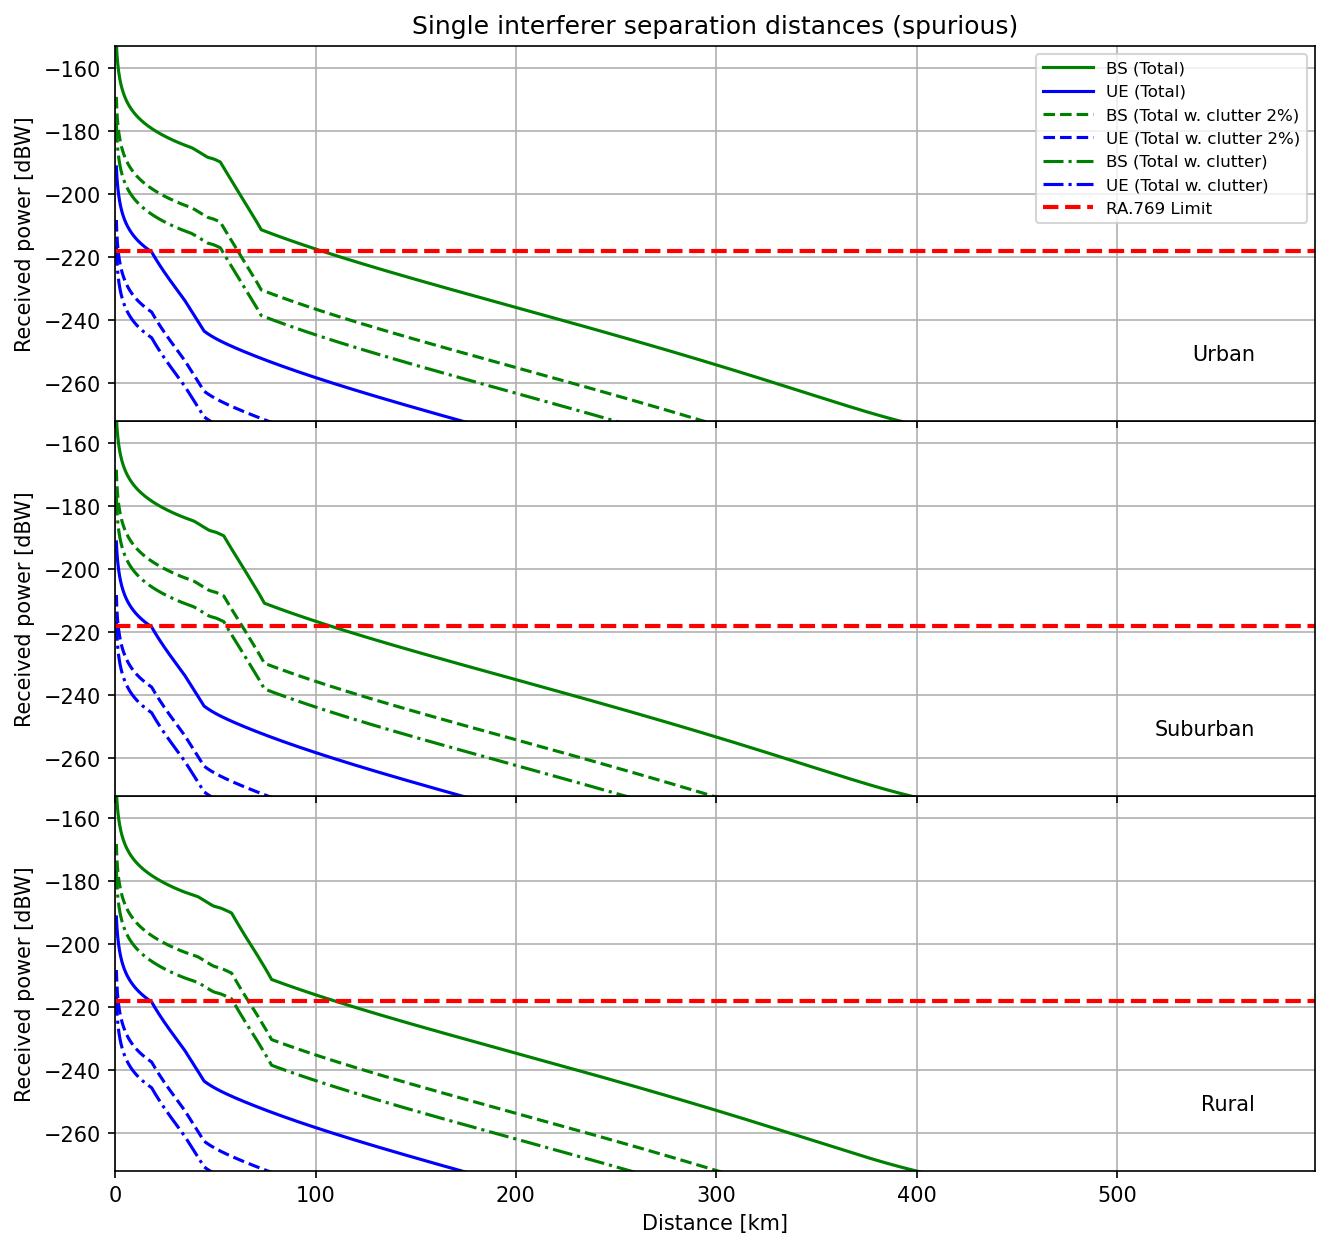 Single interferer separation distances (spurious)
BS (Total)
UE (Total)
BS (Total w. clutter 2%)
UE (Total w. clutter 2%)
BS (Total w. clutter)
UE (Total w. clutter)
RA.769 Limit
−160
−180
−200
−220
−240
−260
Received power [dBW]
Urban
−160
−180
−200
−220
−240
−260
Received power [dBW]
Suburban
−160
−180
−200
−220
−240
−260
Received power [dBW]
Rural
0 100 200 300 400 500
Distance [km]